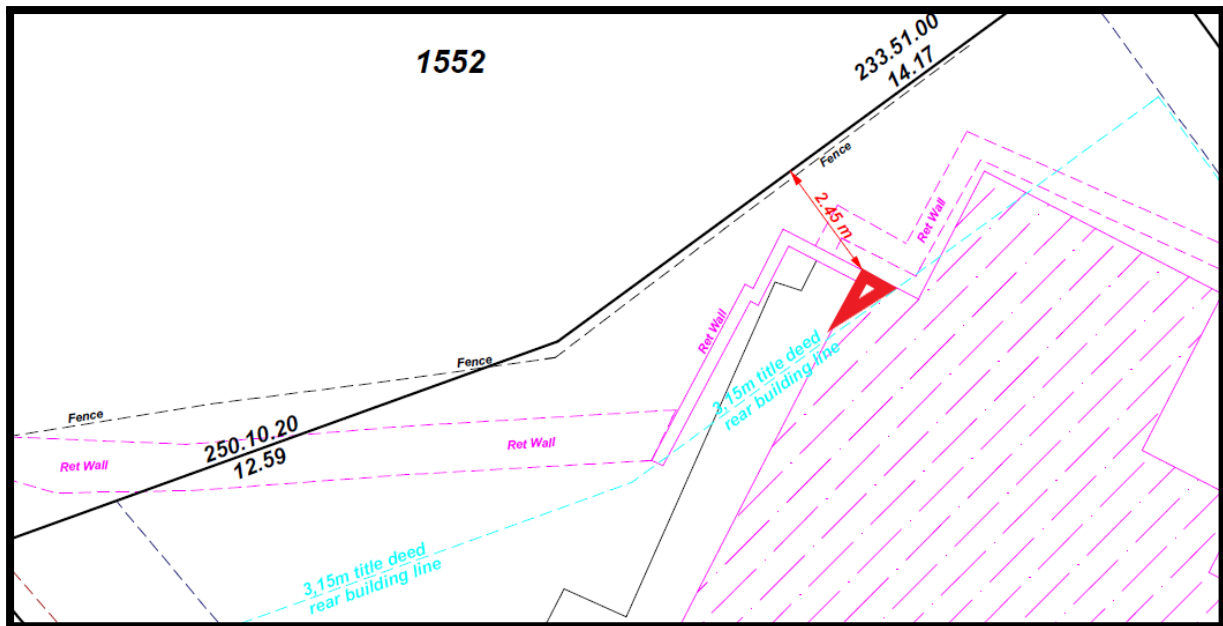 1552
233.51.00
14.17
Fence
2.45 m
Ret Wall
Ret Wall
Fence
3,15m title deed
rear building line
Fence
250.10.20
12.59
Ret Wall
Ret Wall
3,15m title deed
rear building line